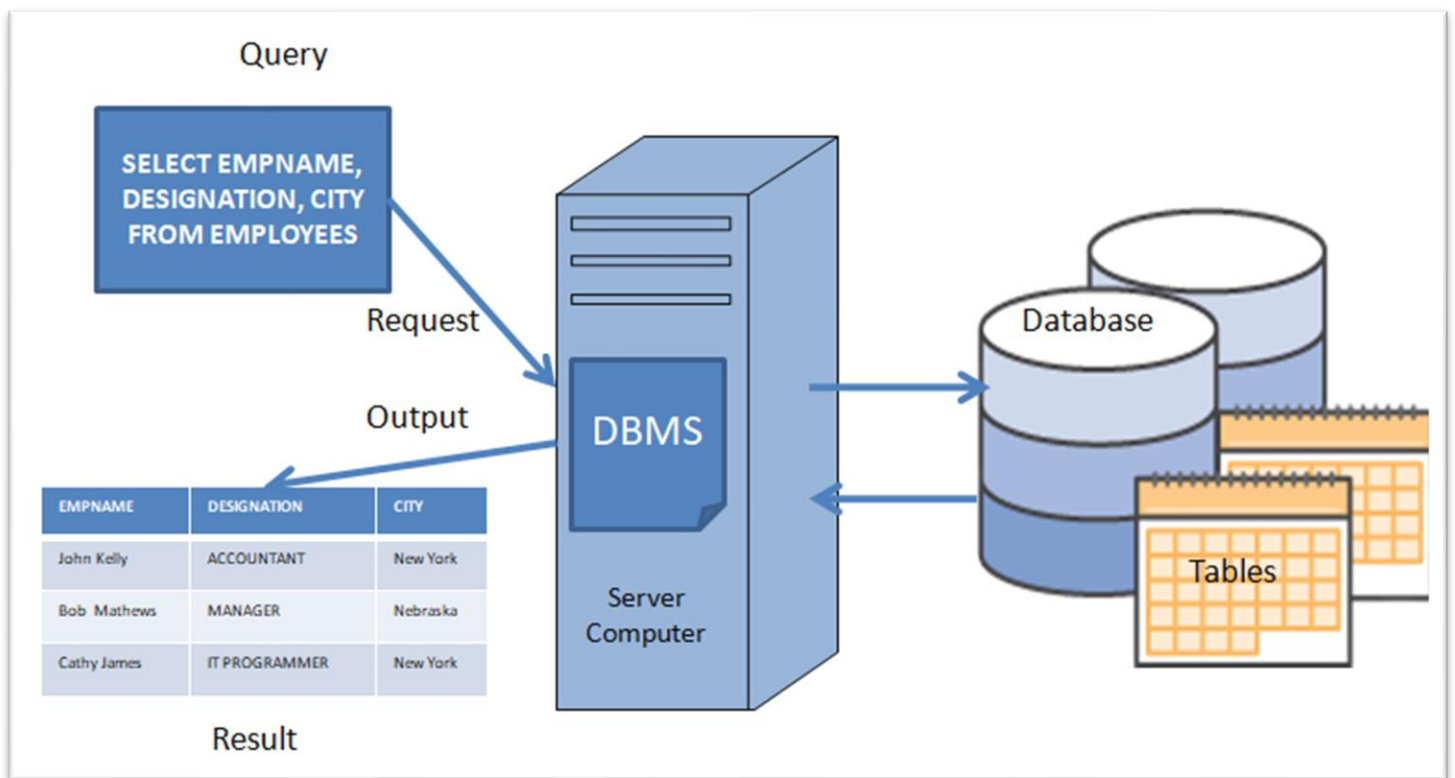 Query
SELECT EMPNAME,
DESIGNATION, CITY
FROM EMPLOYEES
Request
Output
EMPNAME DESIGNATION CITY
John Kelly ACCOUNTANT New York
Bob Mathews MANAGER Nebraska
Cathy James IT PROGRAMMER New York
Result
DBMS
Server
Computer
Database
Tables